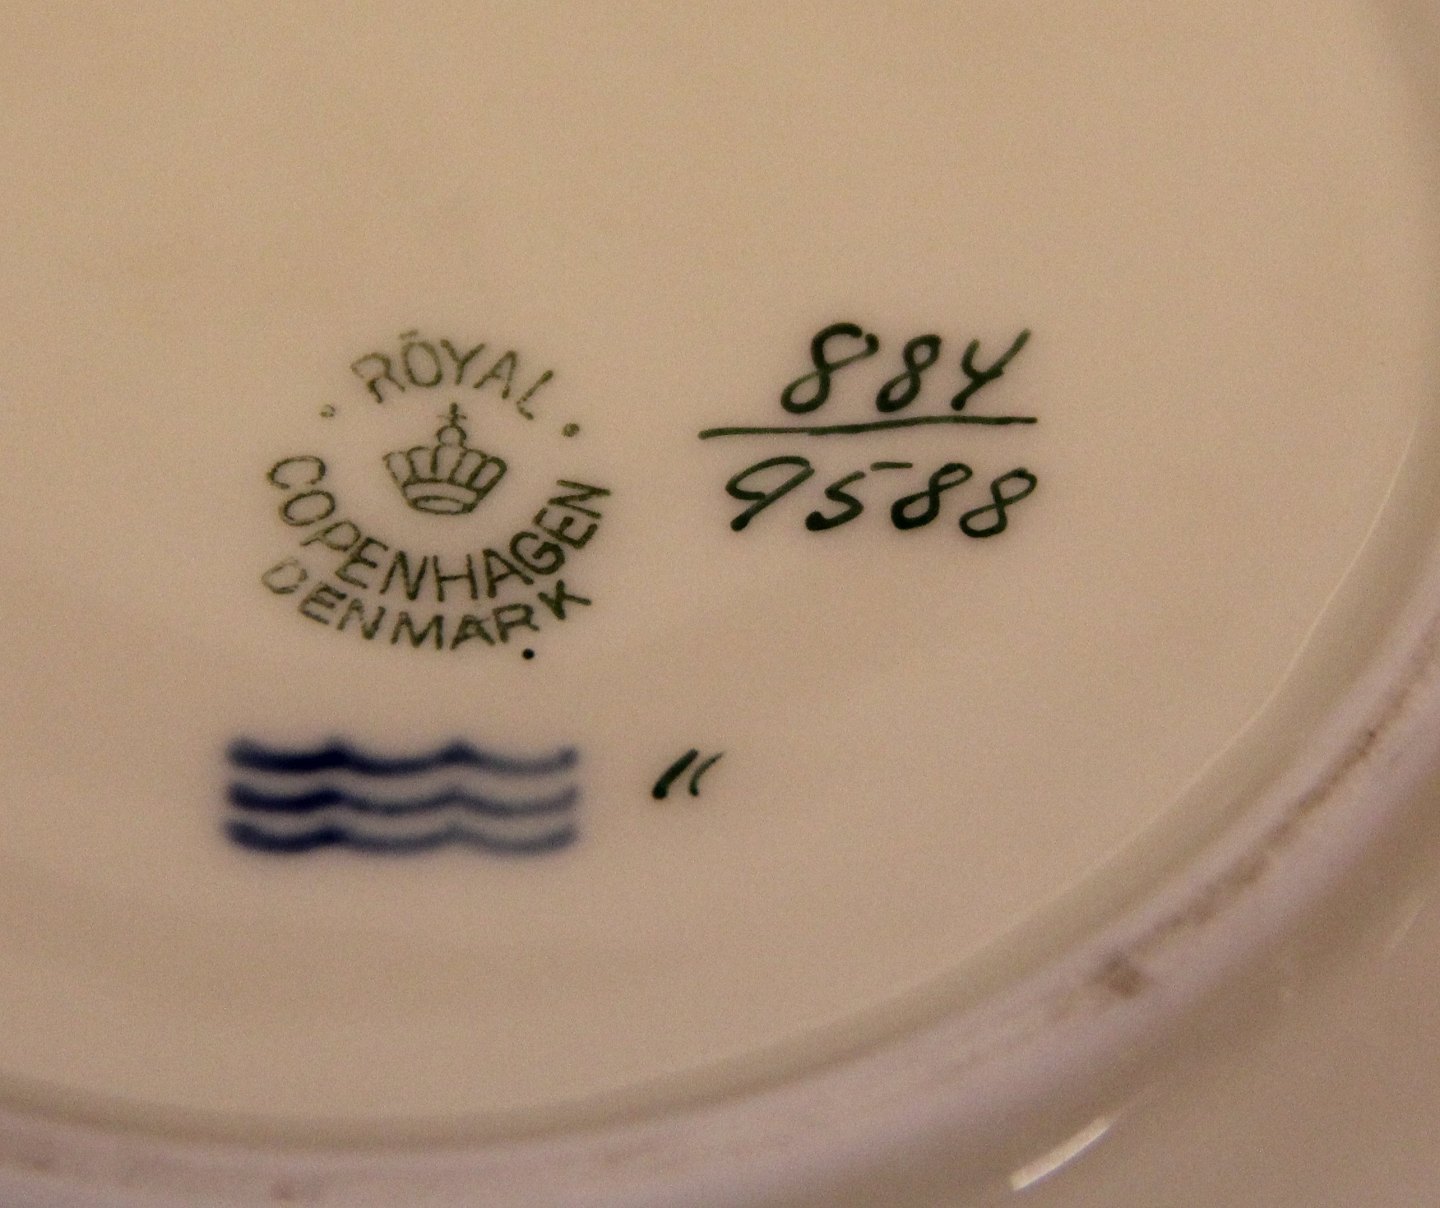 ROYAL
COPENHAGEN
DENMARK
884
9588